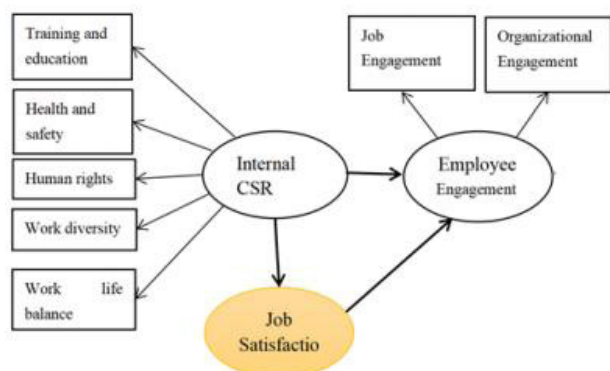 Training and
education
Health and
safety
Human rights
Work diversity
Work life
balance
Internal
CSR
Job
Satisfactio
Job
Engagement
Organizational
Engagement
Employee
Engagement